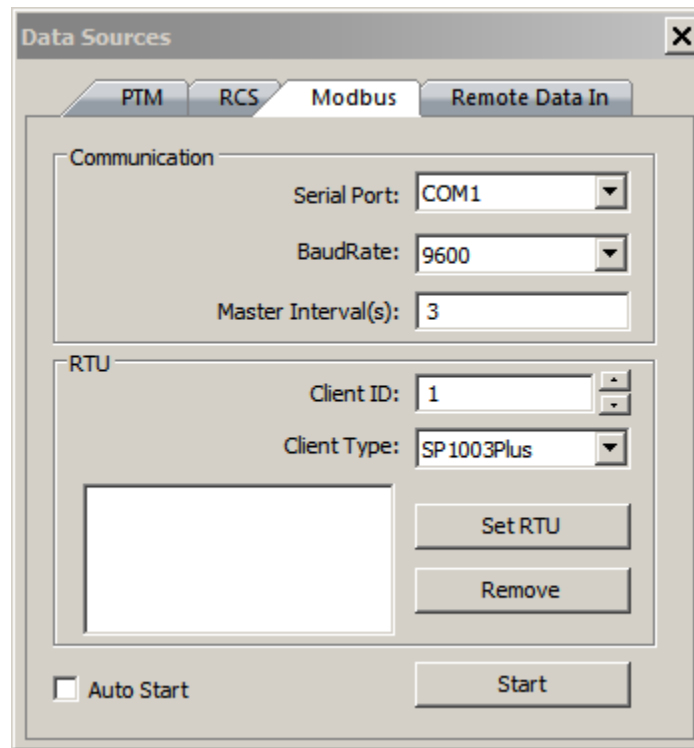 Data Sources
PTM RCS Modbus Remote Data In
Communication
Serial Port: COM1
BaudRate: 9600
Master Interval(s): 3
RTU
Client ID: 1
Client Type: SP1003Plus
Set RTU
Remove
Auto Start Start